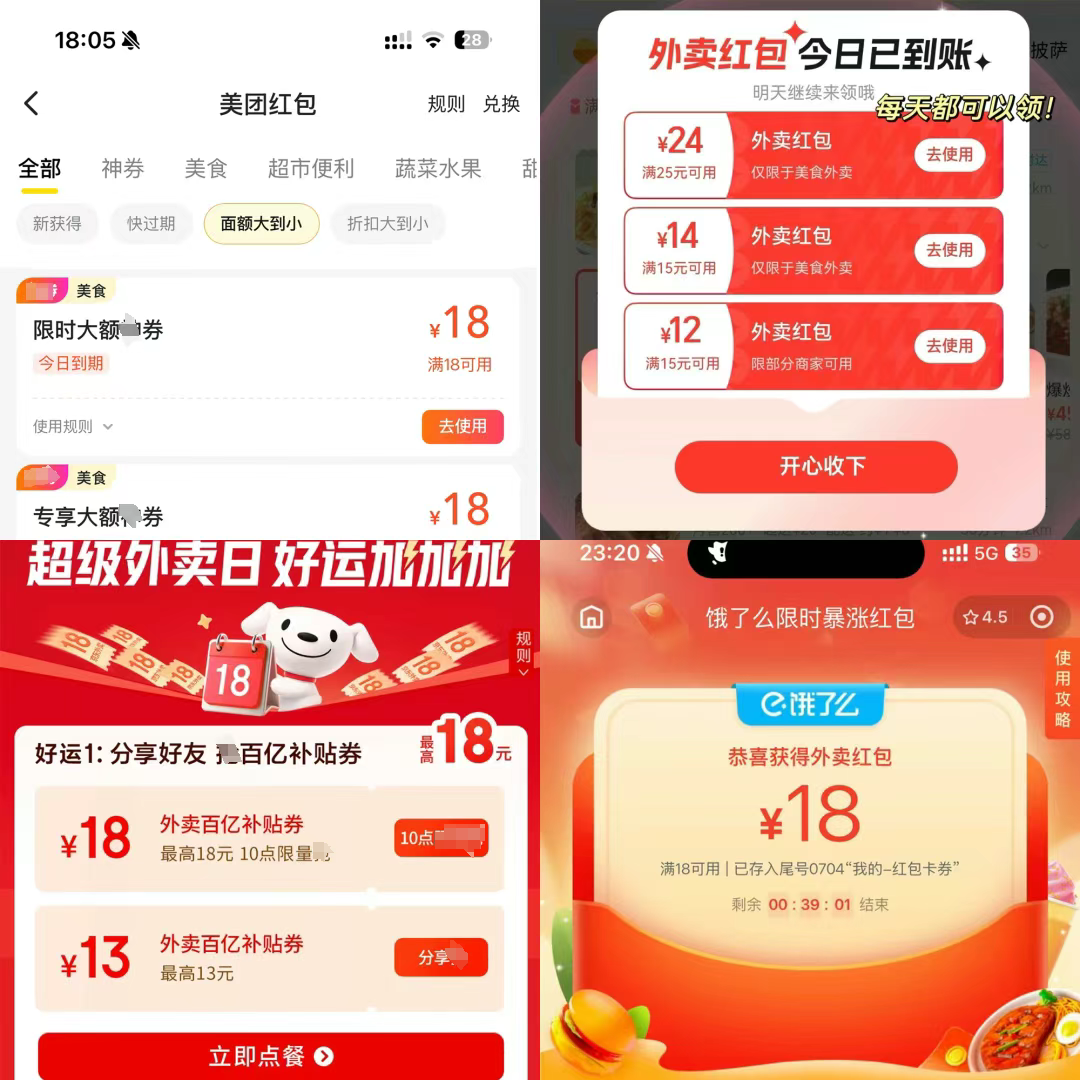 18:05
28
美团红包
规则 兑换
全部 神券 美食 超市便利 蔬菜水果 甜
新获得 快过期 面额大到小 折扣大到小
美食
限时大额神券
今日到期
¥18
满18可用
使用规则
去使用
美食
专享大额神券
¥18
外卖红包 今日已到账
明天继续来领哦
每天都可以领!
披萨
¥24
满25元可用
外卖红包
仅限于美食外卖
去使用
¥14
满15元可用
外卖红包
仅限于美食外卖
去使用
¥12
满15元可用
外卖红包
限部分商家可用
去使用
开心收下
超级外卖日 好运加加加
规则
18
18
18
18
18
18
好运1: 分享好友 百亿补贴券
最高18元
¥18
外卖百亿补贴券
最高18元 10点限量
10点
¥13
外卖百亿补贴券
最高13元
分享
立即点餐
23:20
5G 35
饿了么限时暴涨红包
4.5
使用攻略
饿了么
恭喜获得外卖红包
¥18
满18可用 | 已存入尾号0704“我的-红包卡券”
剩余 00 : 39 : 01 结束